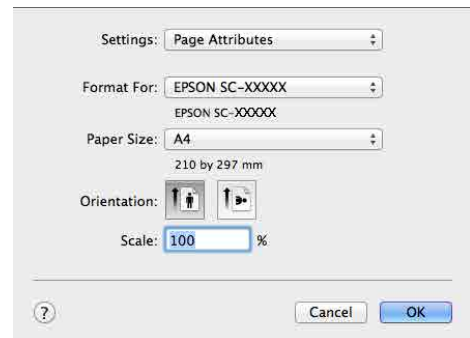 Settings: Page Attributes
Format For: EPSON SC-XXXXX
EPSON SC-XXXXX
Paper Size: A4
210 by 297 mm
Orientation:
Scale: 100 %
? Cancel OK